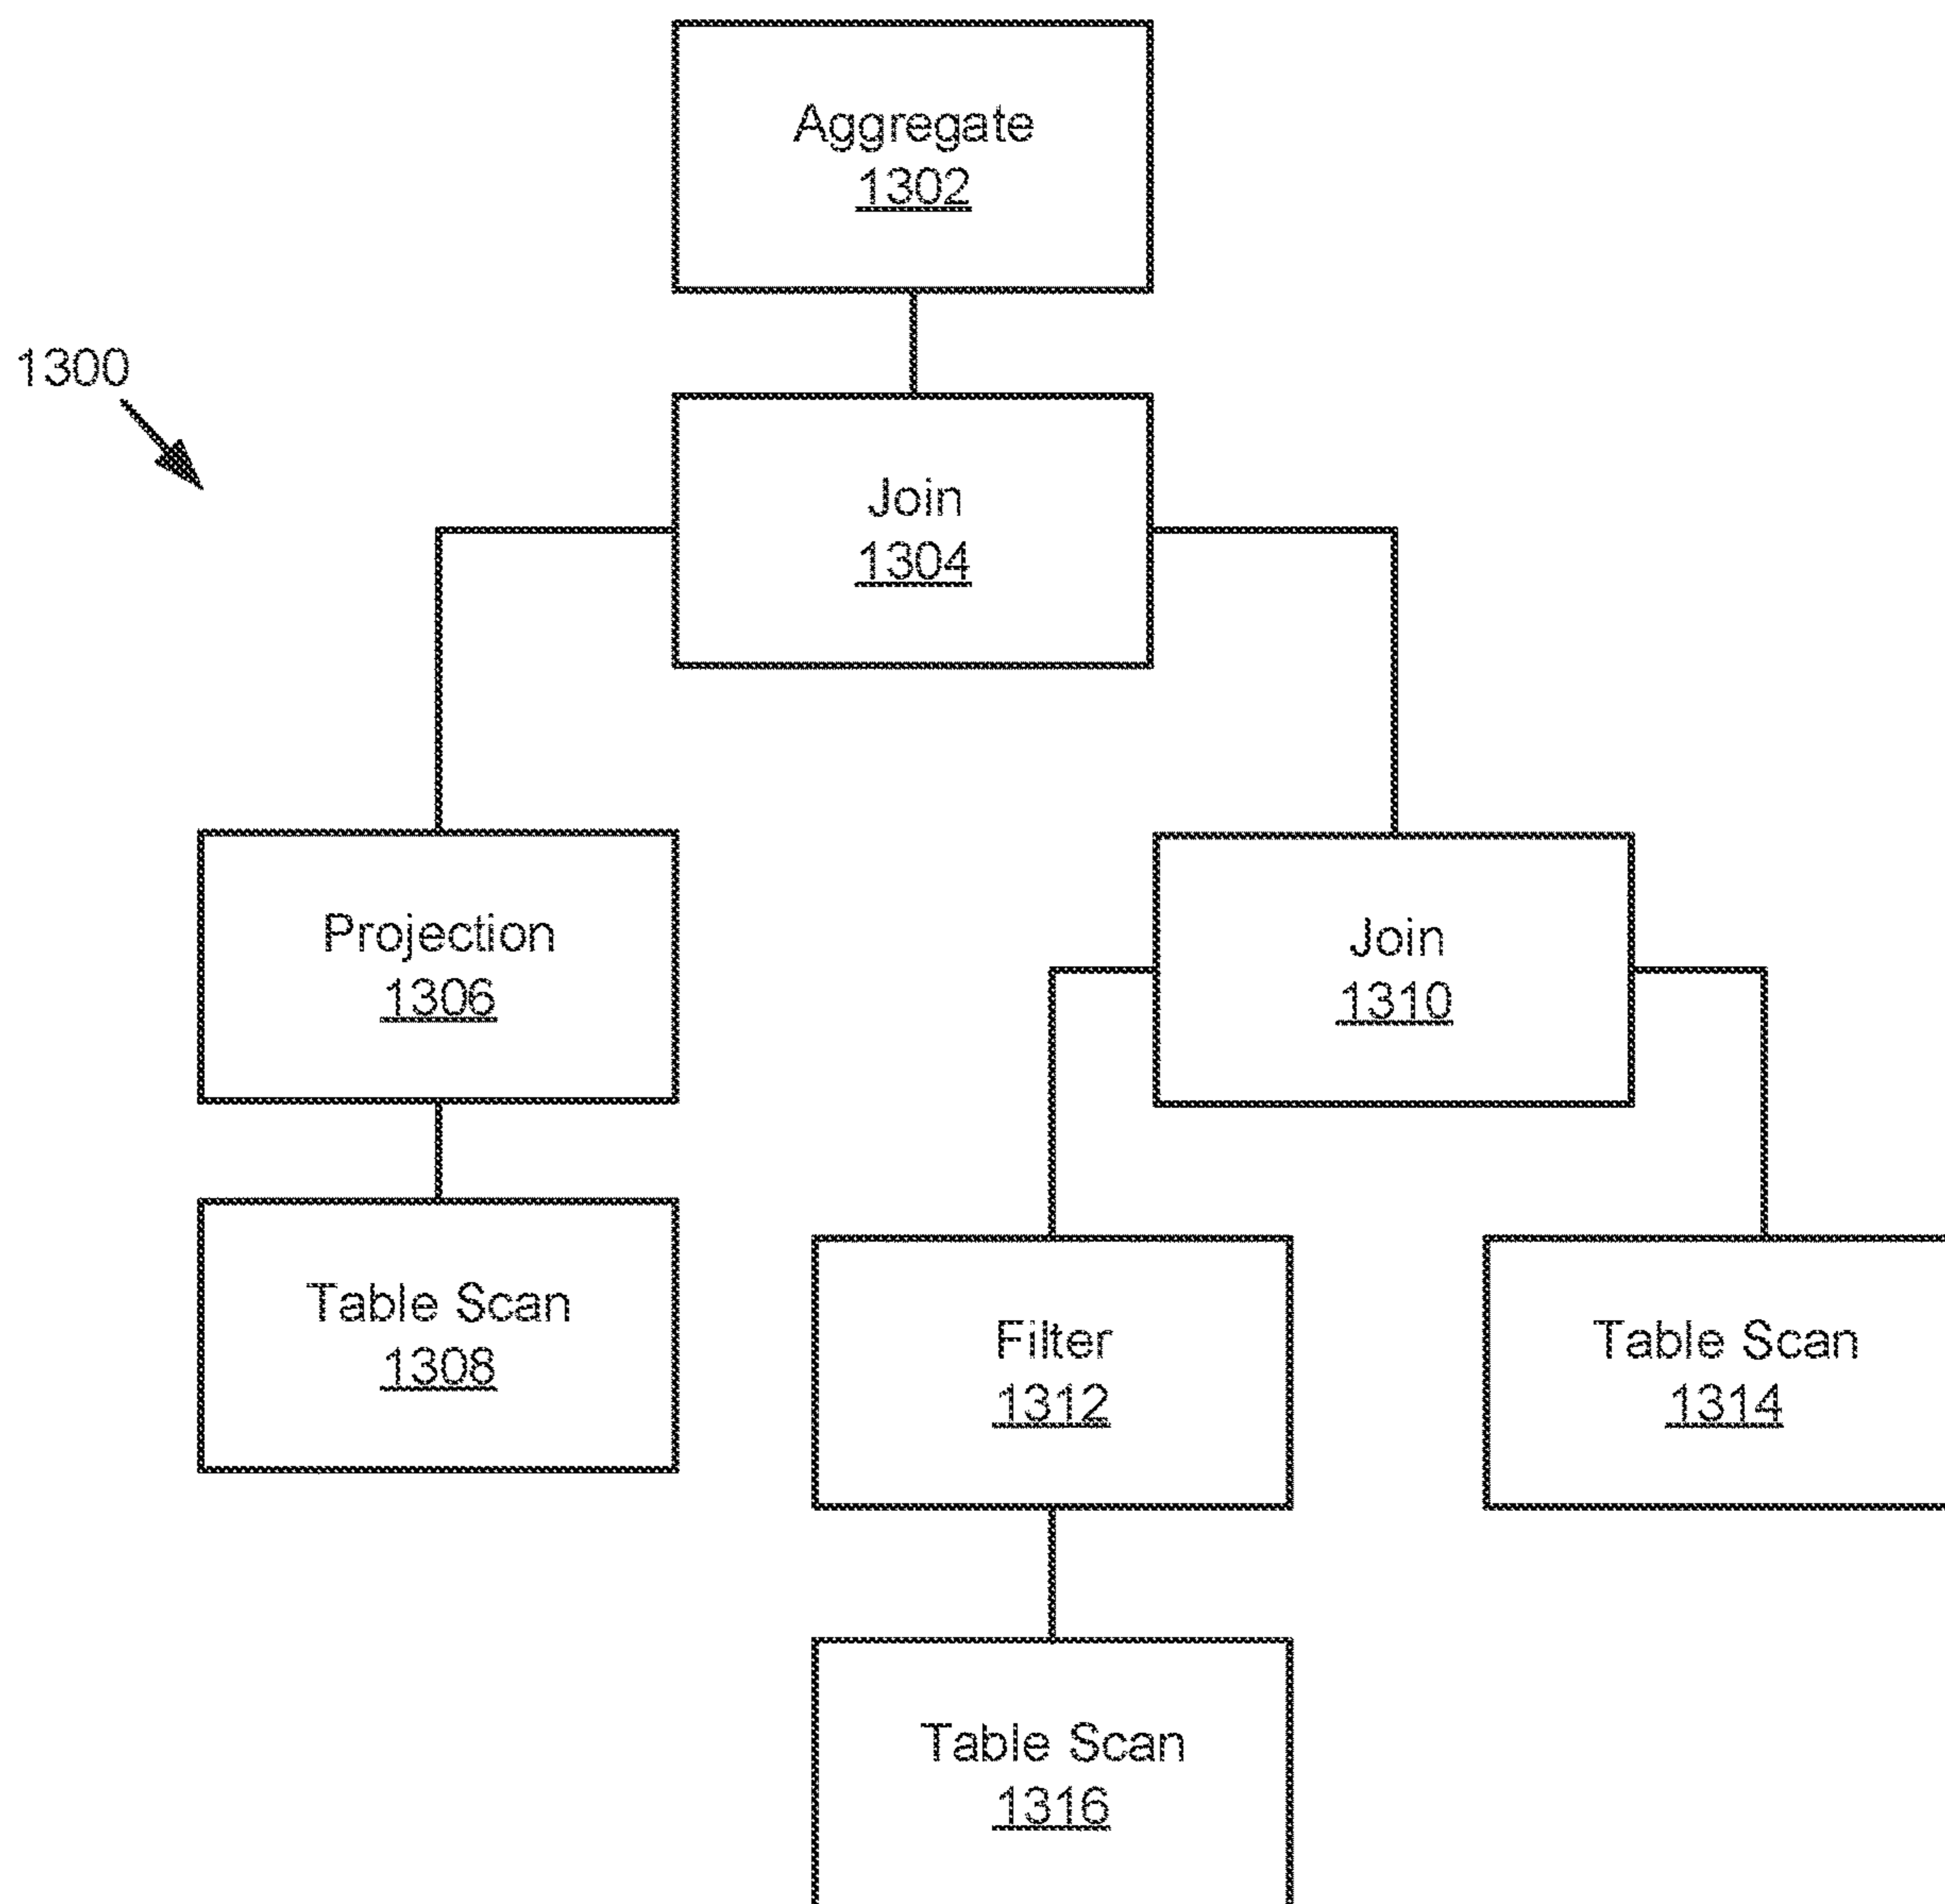 Aggregate
1302
1300
Join
1304
Projection
1306
Join
1310
Table Scan
1308
Filter
1312
Table Scan
1314
Table Scan
1316